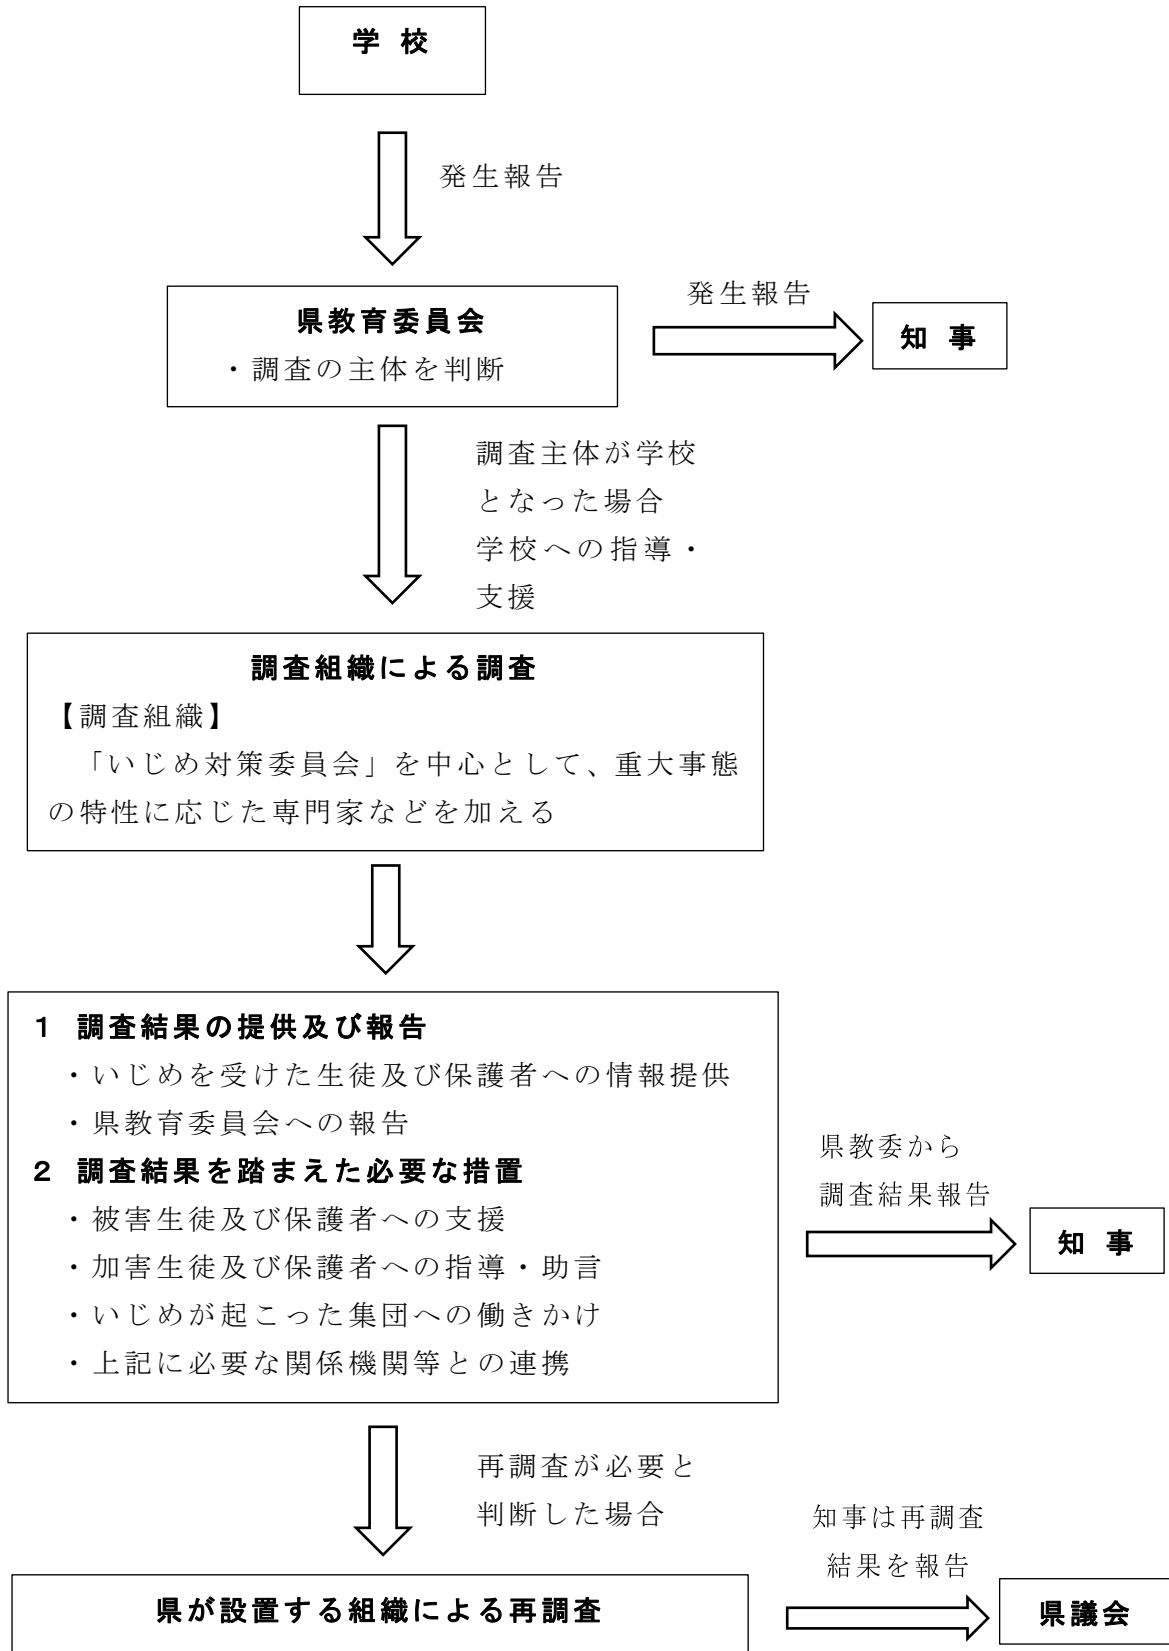 学 校
発生報告
県教育委員会
・調査の主体を判断
発生報告
知 事
調査主体が学校
となった場合
学校への指導・
支援
調査組織による調査
【調査組織】
「いじめ対策委員会」を中心として、重大事態
の特性に応じた専門家などを加える
1 調査結果の提供及び報告
・いじめを受けた生徒及び保護者への情報提供
・県教育委員会への報告
2 調査結果を踏まえた必要な措置
・被害生徒及び保護者への支援
・加害生徒及び保護者への指導・助言
・いじめが起こった集団への働きかけ
・上記に必要な関係機関等との連携
県教委から
調査結果報告
知 事
再調査が必要と
判断した場合
知事は再調査
結果を報告
県が設置する組織による再調査
県議会